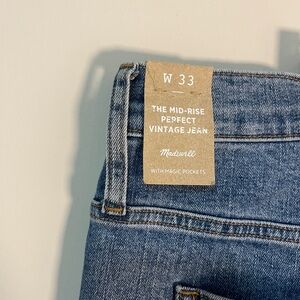 W 33
THE MID-RISE
PERFECT
VINTAGE JEAN
Madewell
WITH MAGIC POCKETS